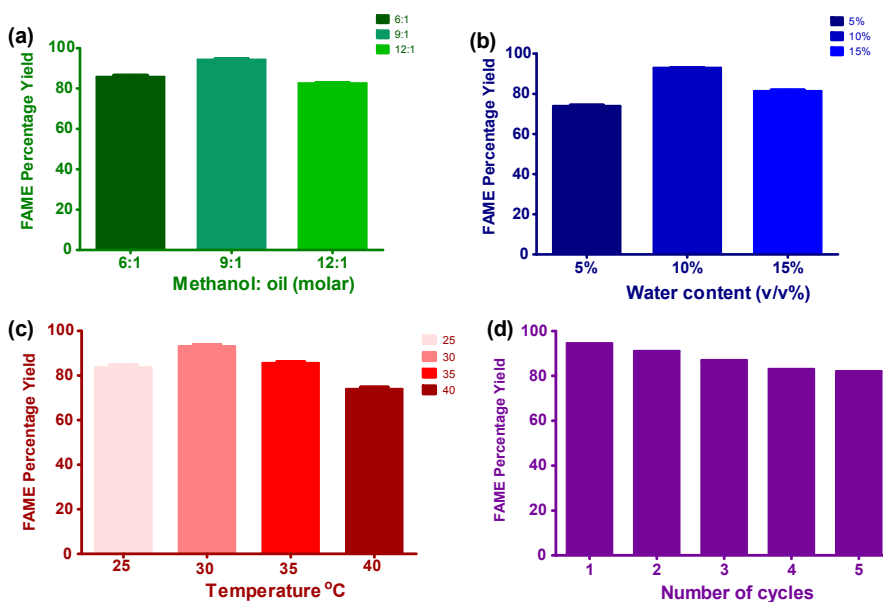 (a)
6:1
9:1
12:1
FAME Percentage Yield
100
80
60
40
20
0
6:1 9:1 12:1
Methanol: oil (molar)
(b)
5%
10%
15%
FAME Percentage Yield
100
80
60
40
20
0
5% 10% 15%
Water content (v/v%)
(c)
25
30
35
40
FAME Percentage Yield
100
80
60
40
20
0
25 30 35 40
Temperature ºC
(d)
FAME Percentage Yield
100
80
60
40
20
0
1 2 3 4 5
Number of cycles